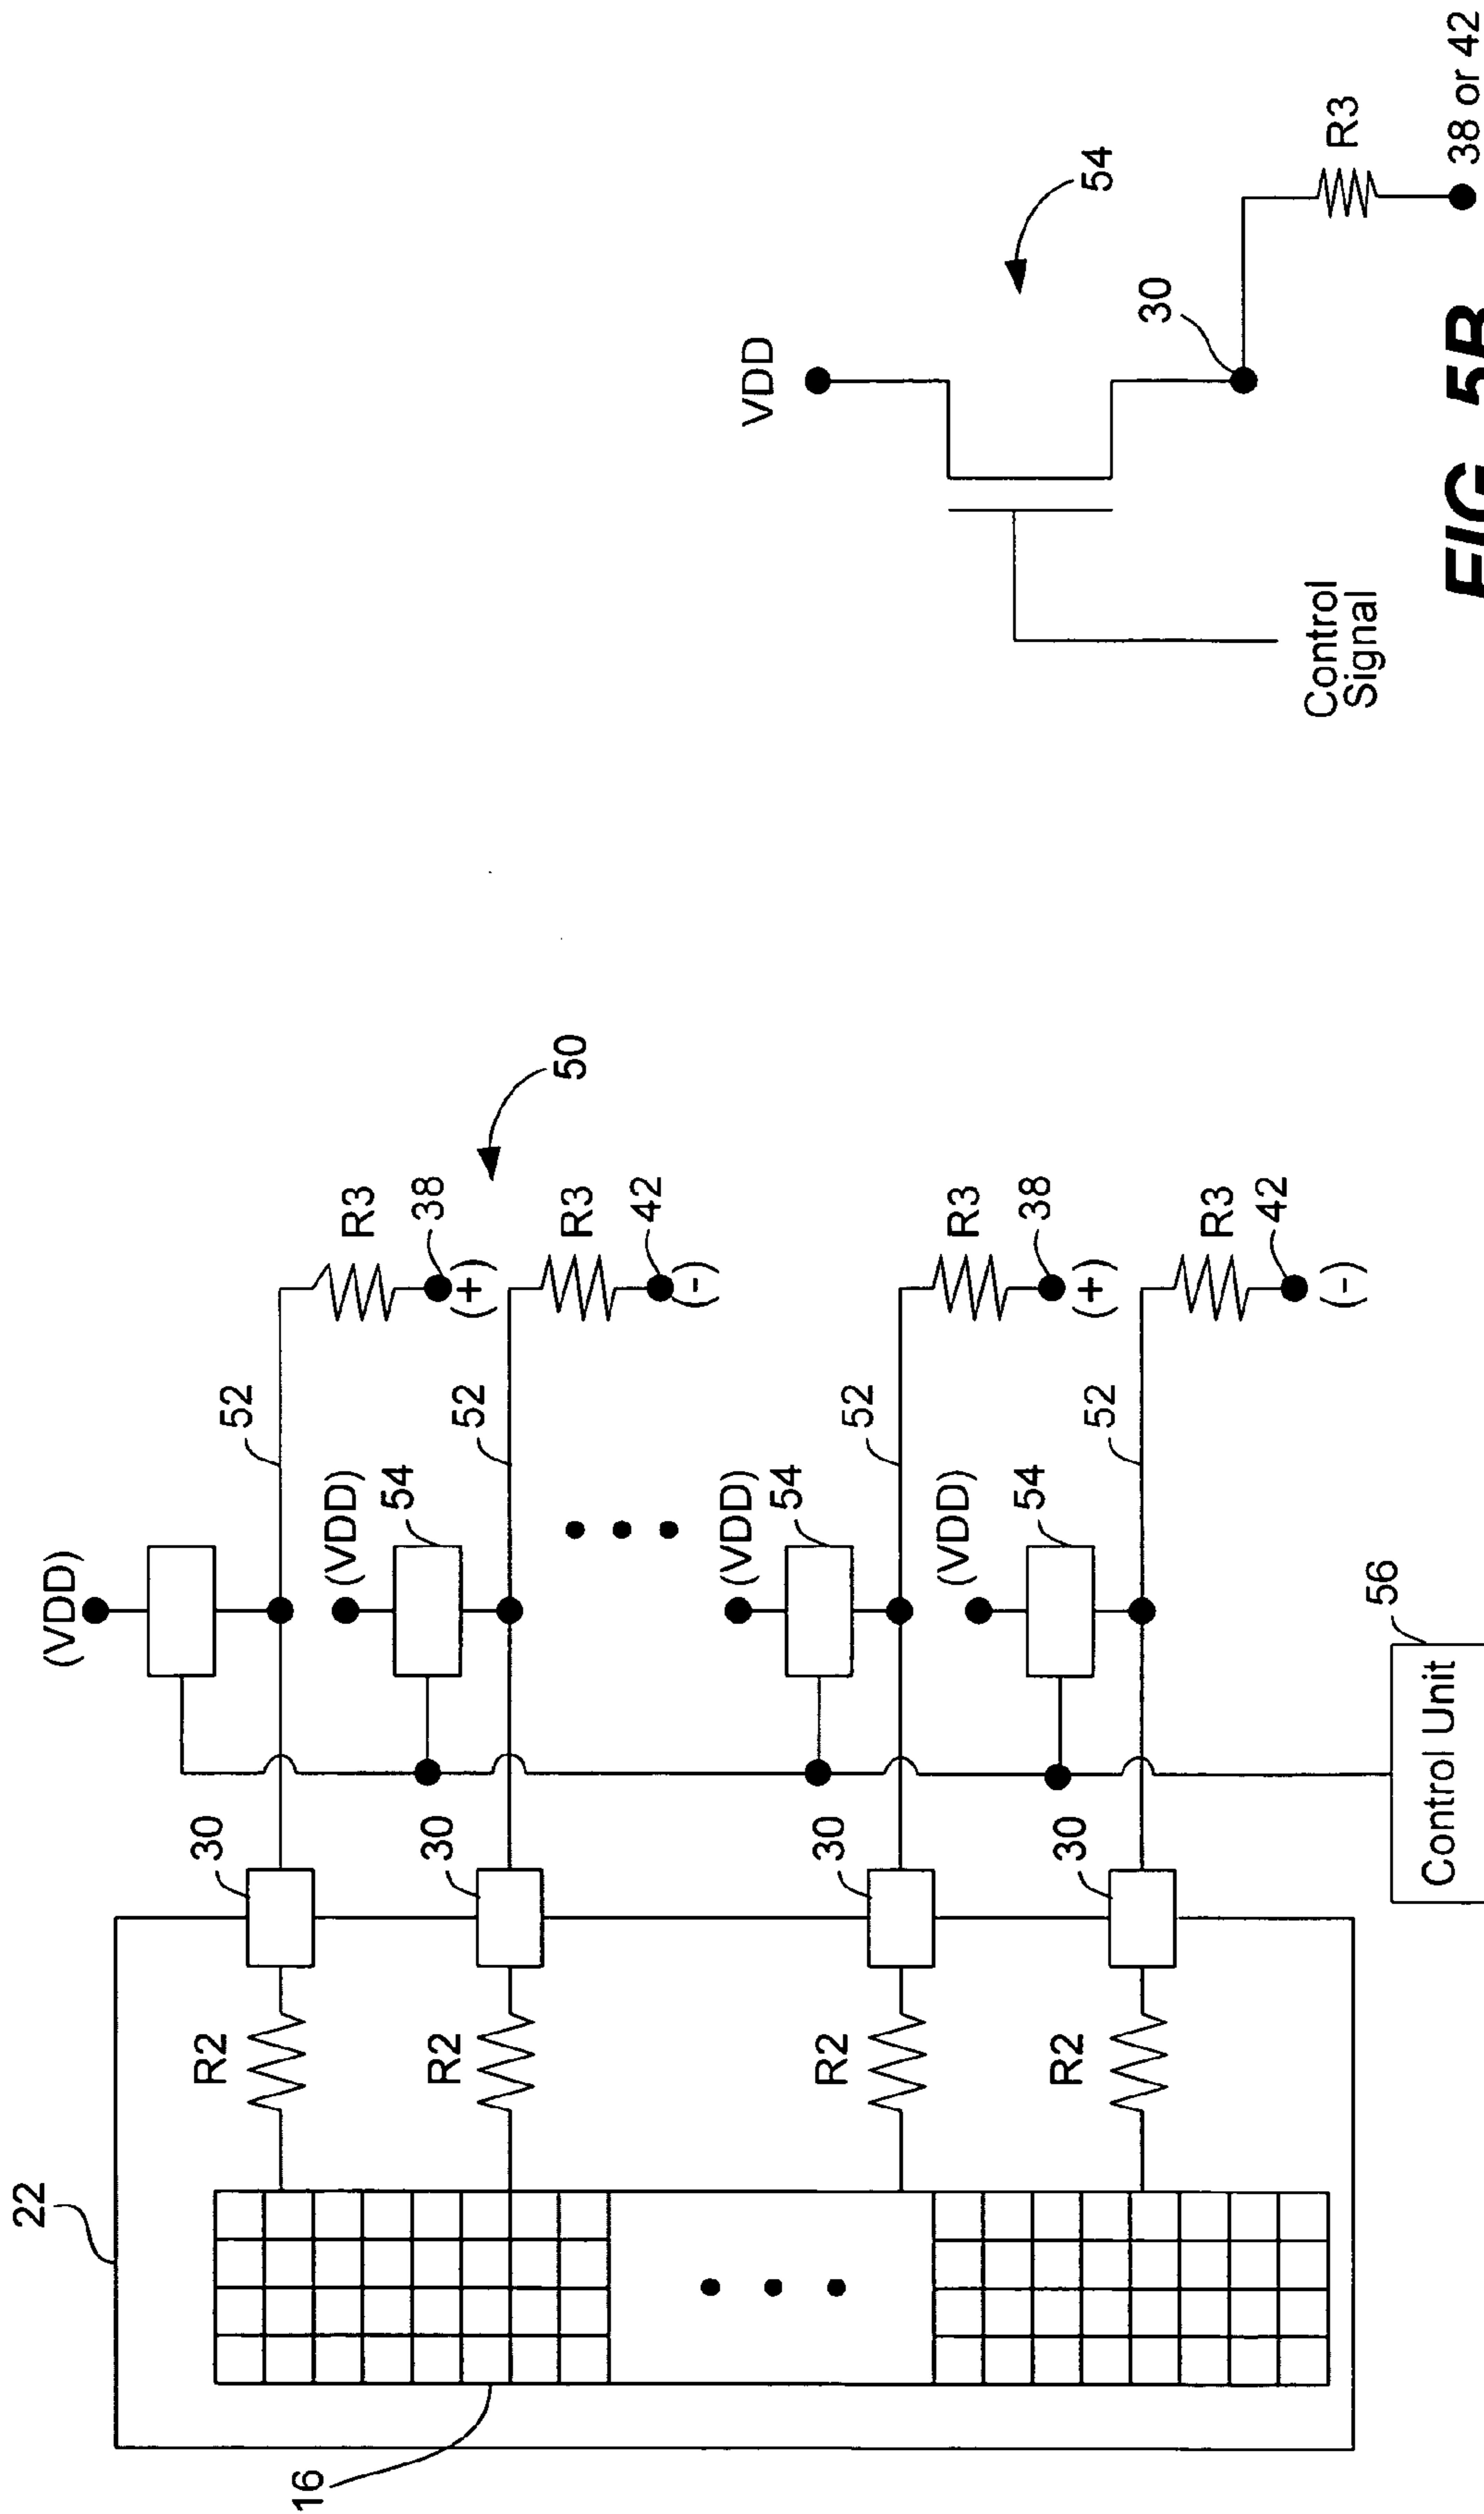 22
(VDD)
R2
30
52
16
(VDD)
R3
54
38
R2
30
52
(+)
50
R3
42
(-)
(VDD)
54
R2
30
52
(VDD)
R3
54
38
R2
30
52
(+)
R3
42
(-)
56
Control Unit
VDD
54
30
Control
Signal
R3
38 or 42
FIG 5B